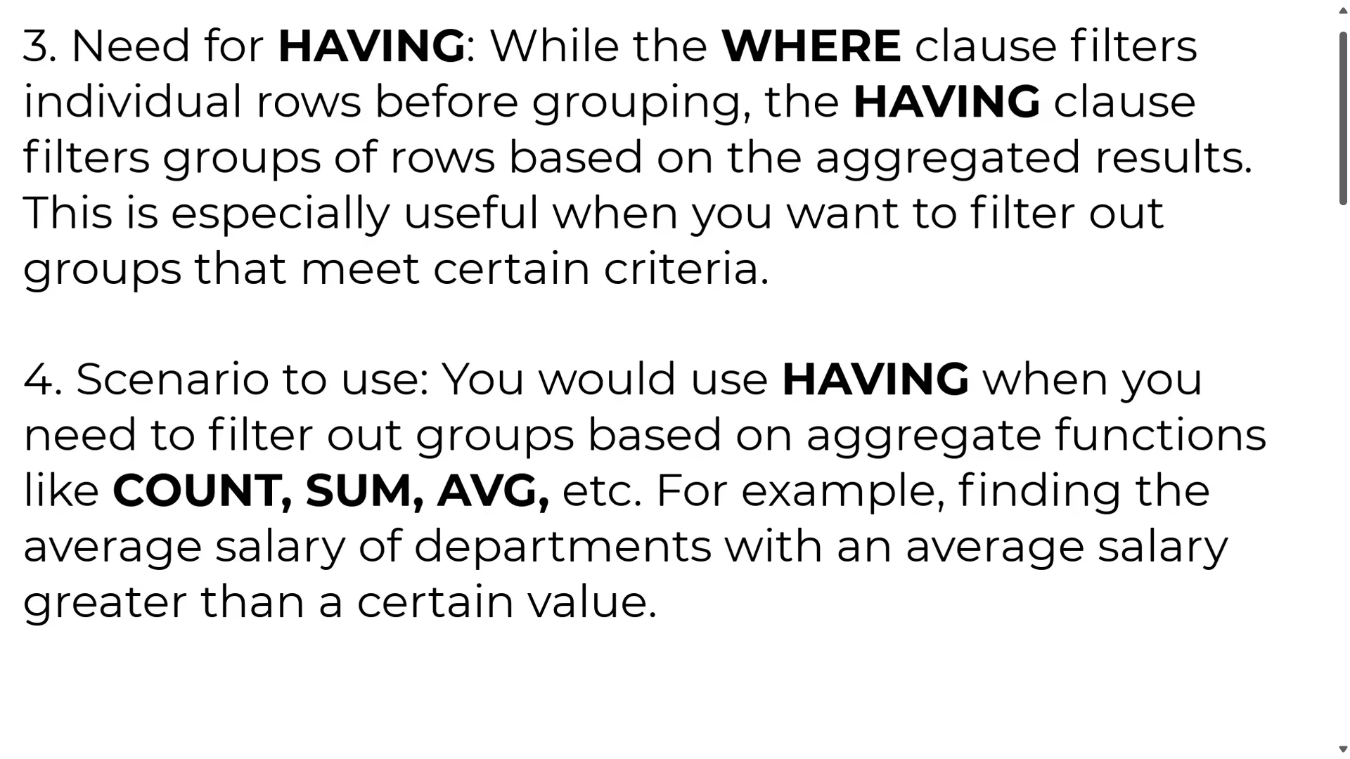 3. Need for HAVING: While the WHERE clause filters
individual rows before grouping, the HAVING clause
filters groups of rows based on the aggregated results.
This is especially useful when you want to filter out
groups that meet certain criteria.
4. Scenario to use: You would use HAVING when you
need to filter out groups based on aggregate functions
like COUNT, SUM, AVG, etc. For example, finding the
average salary of departments with an average salary
greater than a certain value.